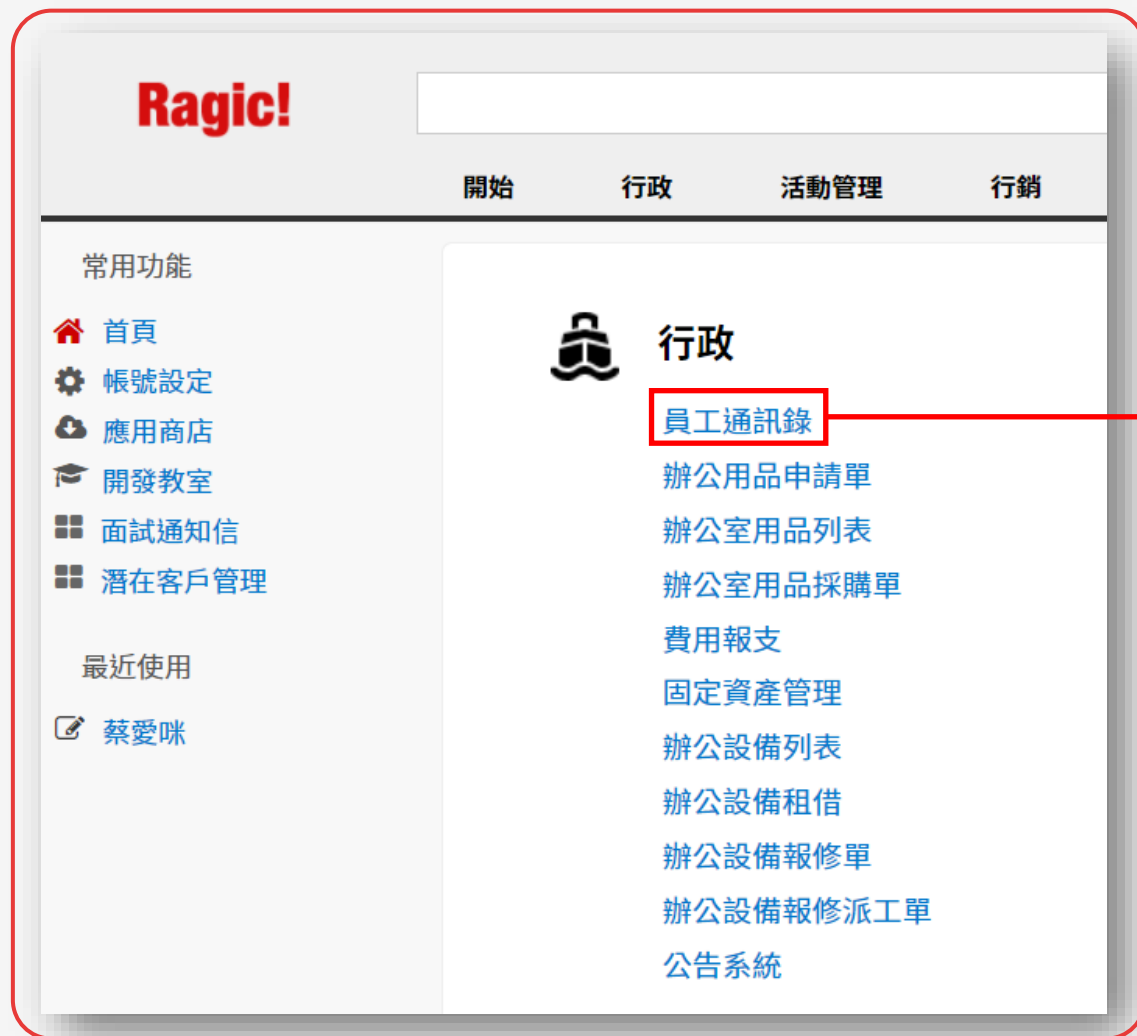 Ragic!
開始 行政 活動管理 行銷
常用功能
首頁
帳號設定
應用商店
開發教室
面試通知信
潛在客戶管理
最近使用
蔡愛咪
行政
員工通訊錄
辦公用品申請單
辦公室用品列表
辦公室用品採購單
費用報支
固定資產管理
辦公設備列表
辦公設備租借
辦公設備報修單
辦公設備報修派工單
公告系統